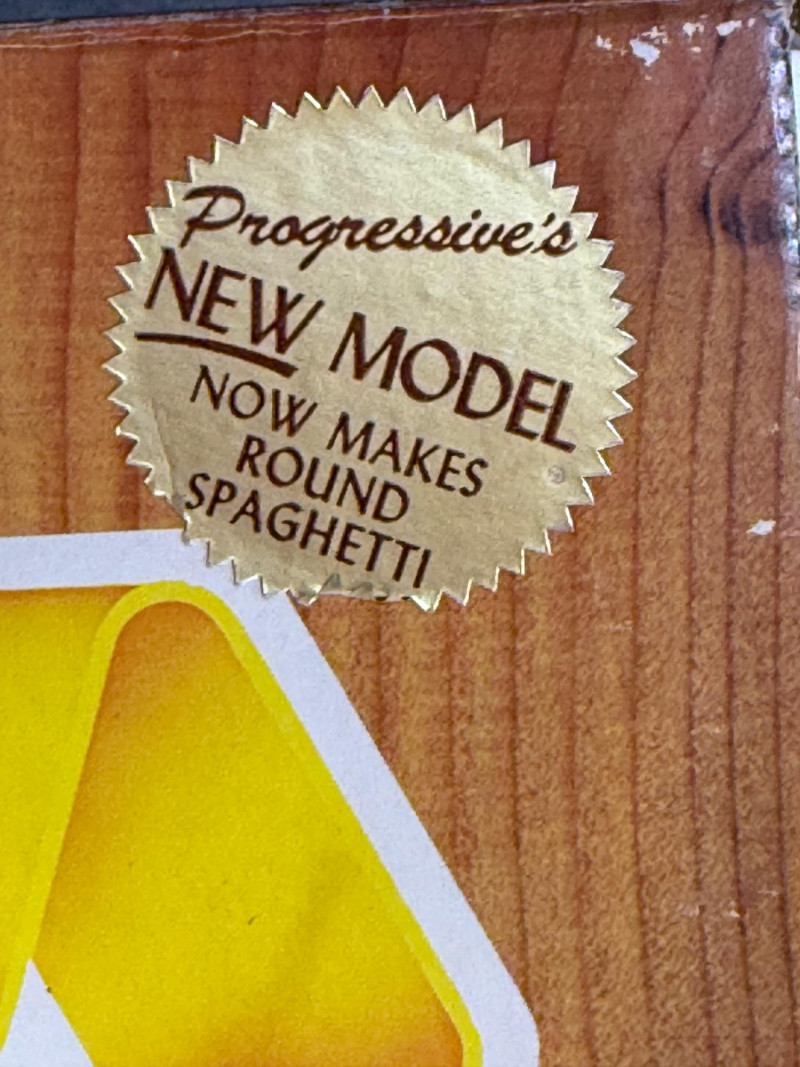 Progressive's
NEW MODEL
NOW MAKES
ROUND
SPAGHETTI
®